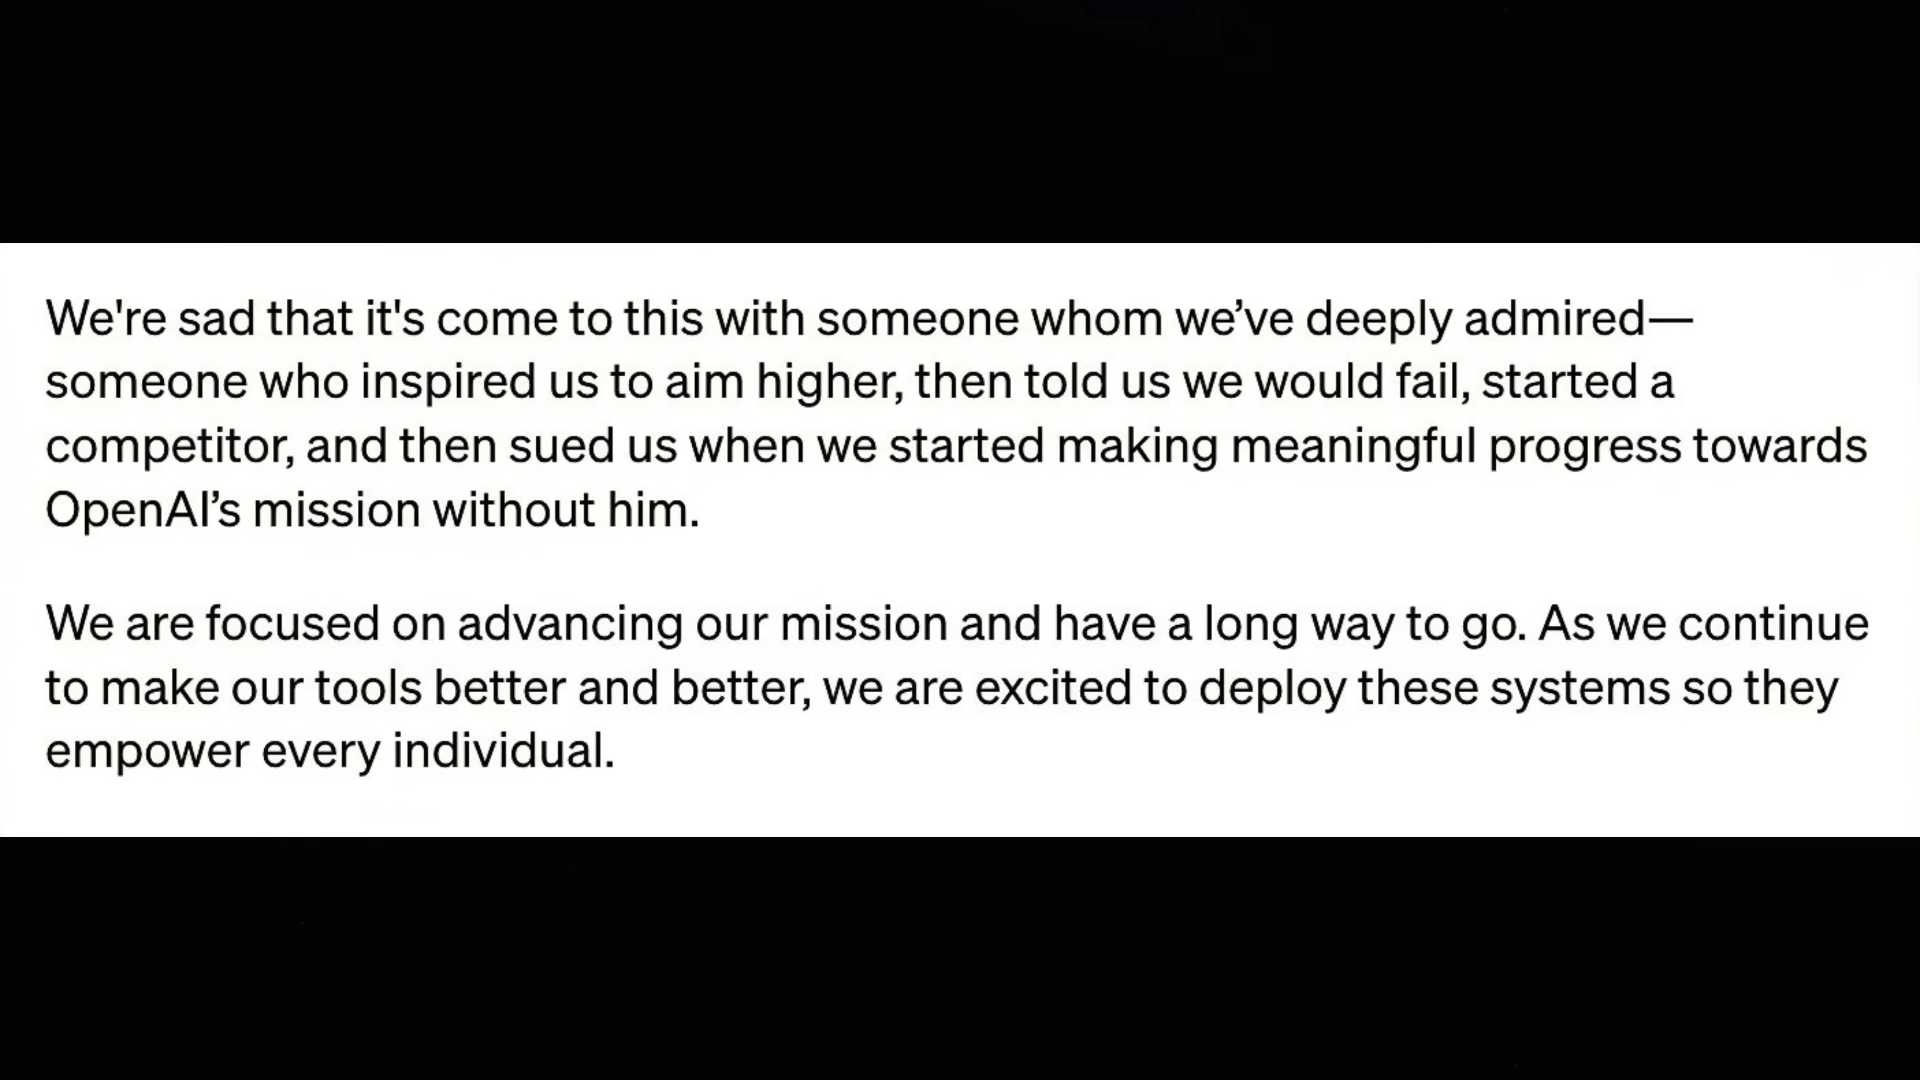 We're sad that it's come to this with someone whom we’ve deeply admired—
someone who inspired us to aim higher, then told us we would fail, started a
competitor, and then sued us when we started making meaningful progress towards
OpenAI’s mission without him.
We are focused on advancing our mission and have a long way to go. As we continue
to make our tools better and better, we are excited to deploy these systems so they
empower every individual.